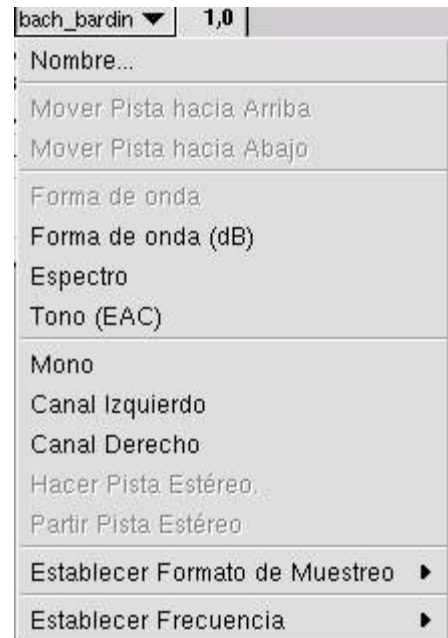 bach_bardin 1,0
Nombre...
Mover Pista hacia Arriba
Mover Pista hacia Abajo
Forma de onda
Forma de onda (dB)
Espectro
Tono (EAC)
Mono
Canal Izquierdo
Canal Derecho
Hacer Pista Estéreo.
Partir Pista Estéreo
Establecer Formato de Muestreo
Establecer Frecuencia